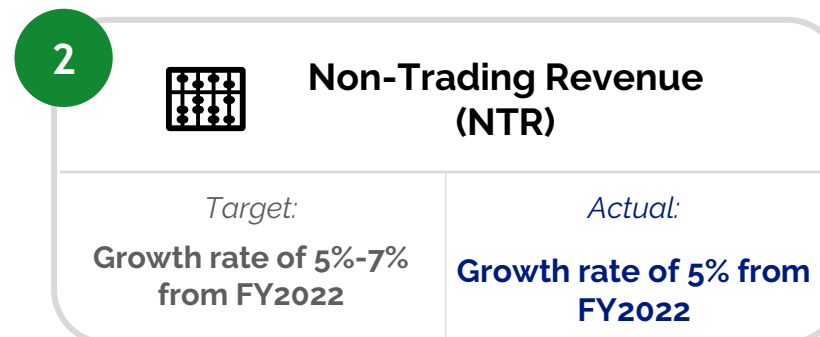 2
Non-Trading Revenue
(NTR)
Target:
Growth rate of 5%-7%
from FY2022
Actual:
Growth rate of 5% from
FY2022